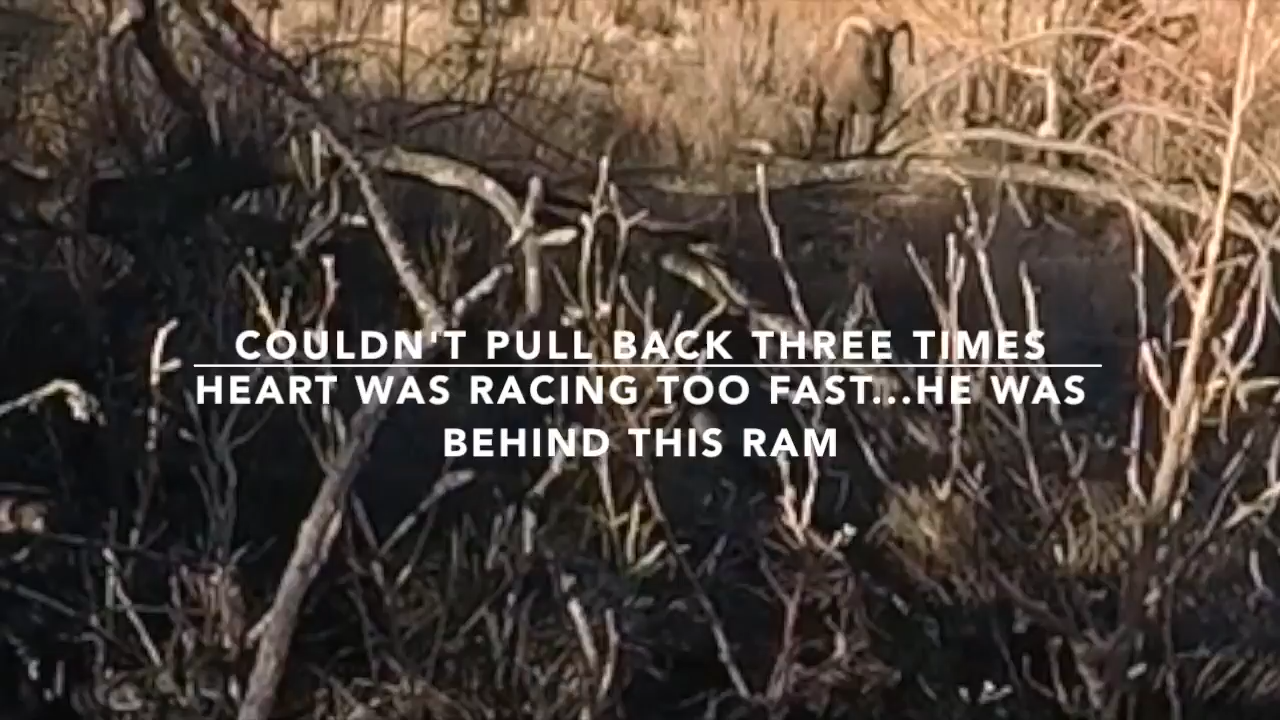 COULDN'T PULL BACK THREE TIMES
HEART WAS RACING TOO FAST...HE WAS
BEHIND THIS RAM